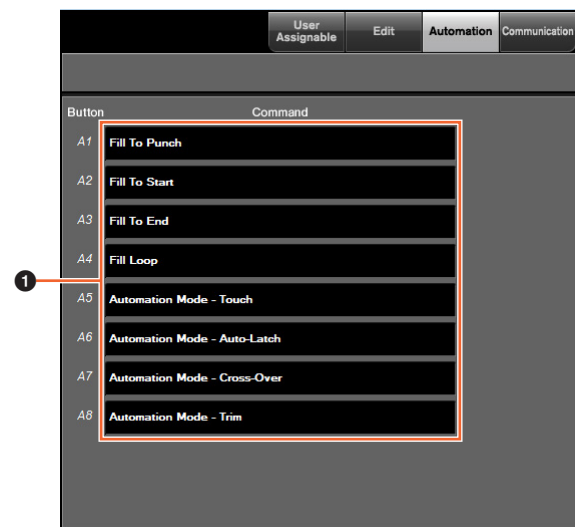 User Assignable
Edit
Automation
Communication
Button
Command
A1
Fill To Punch
A2
Fill To Start
A3
Fill To End
A4
Fill Loop
1
A5
Automation Mode - Touch
A6
Automation Mode - Auto-Latch
A7
Automation Mode - Cross-Over
A8
Automation Mode - Trim